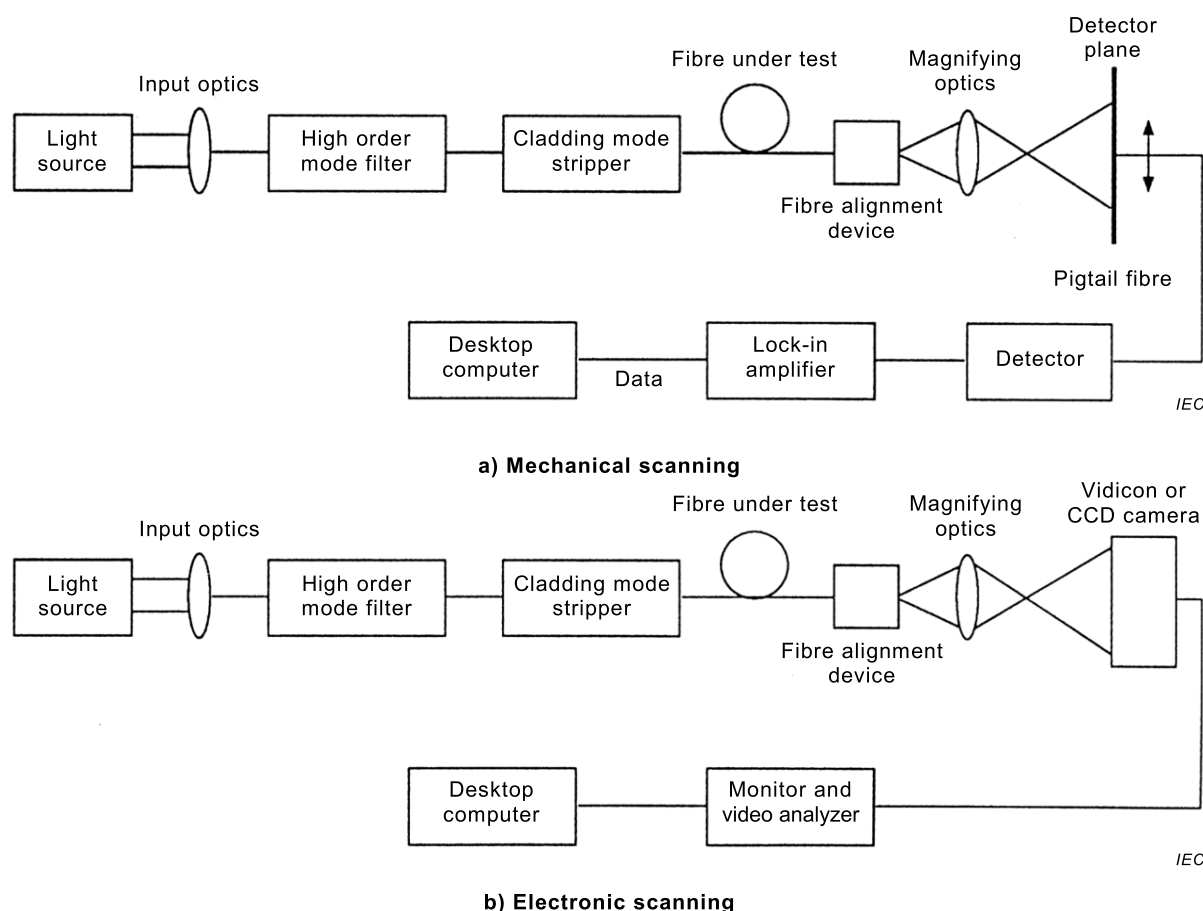 Detector
plane
Fibre under test
Magnifying
optics
Input optics
Light
source
High order
mode filter
Cladding mode
stripper
Fibre alignment
device
Pigtail fibre
Desktop
computer
Data
Lock-in
amplifier
Detector
IEC
a) Mechanical scanning
Vidicon or
CCD camera
Fibre under test
Magnifying
optics
Input optics
Light
source
High order
mode filter
Cladding mode
stripper
Fibre alignment
device
Desktop
computer
Monitor and
video analyzer
IEC
b) Electronic scanning